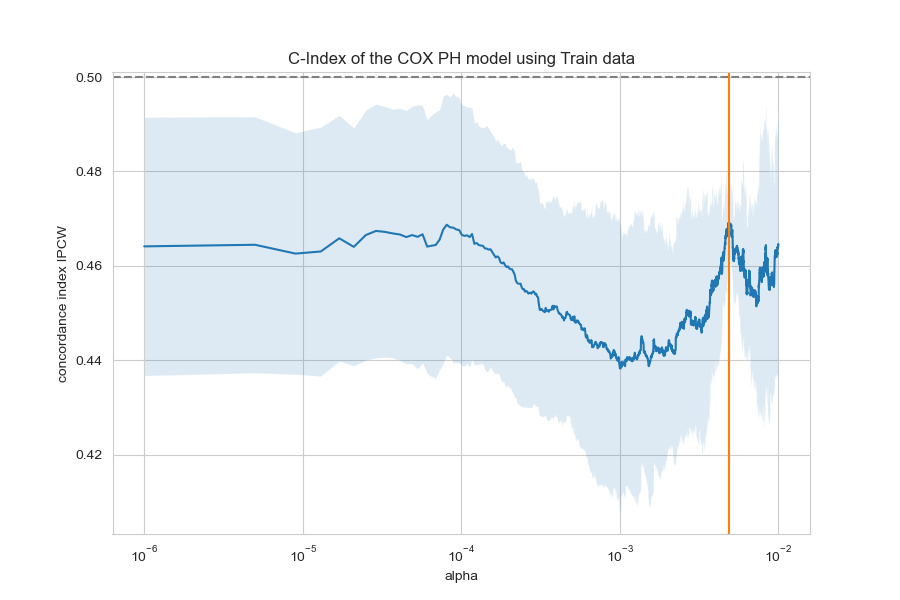 C-Index of the COX PH model using Train data
concordance index IPCW
0.50
0.48
0.46
0.44
0.42
10⁻⁶ 10⁻⁵ 10⁻⁴ 10⁻³ 10⁻²
alpha